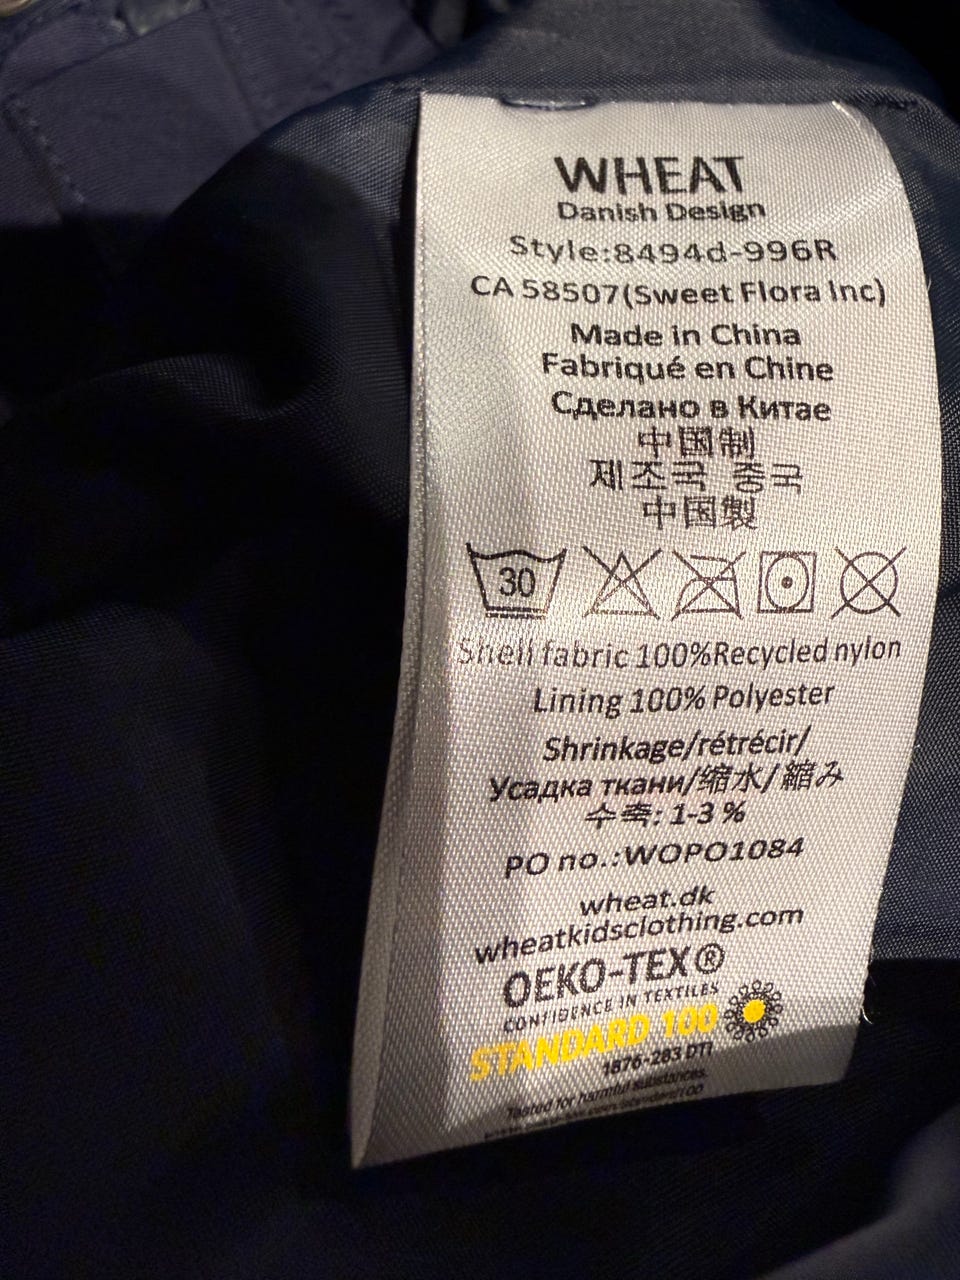 WHEAT
Danish Design
Style:8494d-996R
CA 58507(Sweet Flora Inc)
Made in China
Fabriqué en Chine
Сделано в Китае
中国制
제조국 중국
中国製
30
Shell fabric 100%Recycled nylon
Lining 100% Polyester
Shrinkage/rétrécir/
Усадка ткани/缩水/縮み
수축: 1-3 %
PO no.:WOPO1084
wheat.dk
wheatkidsclothing.com
OEKO-TEX®
CONFIDENCE IN TEXTILES
STANDARD 100
1876-283 DTI
Tested for harmful substances.